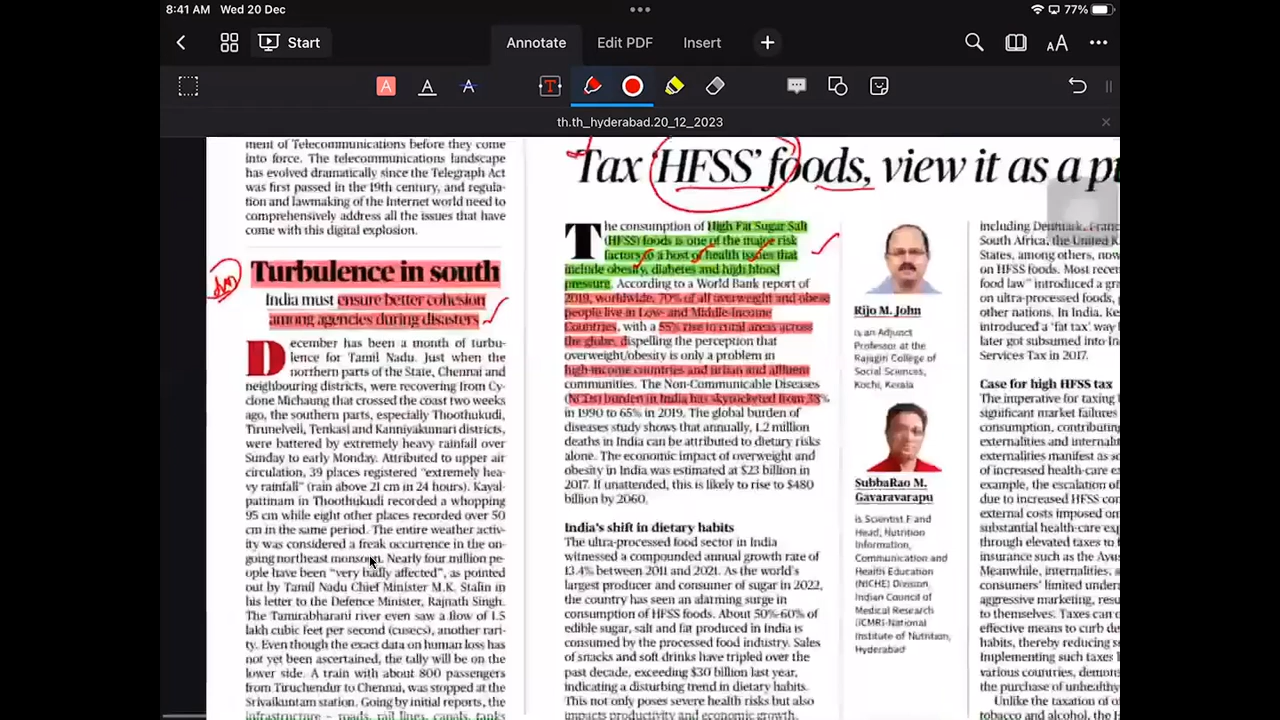 8:41 AM Wed 20 Dec
77%
Start
Annotate
Edit PDF
Insert
th.th_hyderabad.20_12_2023
ment of Telecommunications before they come
into force. The telecommunications landscape
has evolved dramatically since the Telegraph Act
was first passed in the 19th century, and regula-
tion and lawmaking of the Internet world need to
comprehensively address all the issues that have
come with this digital explosion.
Turbulence in south
India must ensure better cohesion
among agencies during disasters
December has been a month of turbu-
lence for Tamil Nadu. Just when the
northern parts of the State, Chennai and
neighbouring districts, were recovering from Cy-
clone Michaung that crossed the coast two weeks
ago, the southern parts, especially Thoothukudi,
Tirunelveli, Tenkasi and Kanniyakumari districts,
were battered by extremely heavy rainfall over
Sunday to early Monday. Attributed to upper air
circulation, 39 places registered “extremely hea-
vy rainfall” (rain above 21 cm in 24 hours). Kayal-
pattinam in Thoothukudi recorded a whopping
95 cm while eight other places recorded over 50
cm in the same period. The entire weather activ-
ity was considered a freak occurrence in the on-
going northeast monsoon. Nearly four million pe-
ople have been “very badly affected”, as pointed
out by Tamil Nadu Chief Minister M.K. Stalin in
his letter to the Defence Minister, Rajnath Singh.
The Tamirabharani river even saw a flow of 1.5
lakh cubic feet per second (cusecs), another rari-
ty. Even though the exact data on human loss has
not yet been ascertained, the tally will be on the
lower side. A train with about 800 passengers
from Tiruchendur to Chennai, was stopped at the
Srivaikuntam station. Going by initial reports, the
infrastructure – roads, rail lines, canals, tanks
Tax ‘HFSS’ foods, view it as a pu
The consumption of High Fat Sugar Salt
(HFSS) foods is one of the major risk
factors to a host of health issues that
include obesity, diabetes and high blood
pressure. According to a World Bank report of
2019, worldwide, 70% of all overweight and obese
people live in Low- and Middle-Income
Countries, with a 55% rise in rural areas across
the globe, dispelling the perception that
overweight/obesity is only a problem in
high-income countries and urban and affluent
communities. The Non-Communicable Diseases
(NCDs) burden in India has skyrocketed from 38%
in 1990 to 65% in 2019. The global burden of
diseases study shows that annually, 1.2 million
deaths in India can be attributed to dietary risks
alone. The economic impact of overweight and
obesity in India was estimated at $23 billion in
2017. If unattended, this is likely to rise to $480
billion by 2060.
India’s shift in dietary habits
The ultra-processed food sector in India
witnessed a compounded annual growth rate of
13.4% between 2011 and 2021. As the world’s
largest producer and consumer of sugar in 2022,
the country has seen an alarming surge in
consumption of HFSS foods. About 50%-60% of
edible sugar, salt and fat produced in India is
consumed by the processed food industry. Sales
of snacks and soft drinks have tripled over the
past decade, exceeding $30 billion last year,
indicating a disturbing trend in dietary habits.
This not only poses severe health risks but also
impacts productivity and economic growth.
Rijo M. John
is an Adjunct
Professor at the
Rajagiri College of
Social Sciences,
Kochi, Kerala
SubbaRao M.
Gavaravarapu
is Scientist F and
Head, Nutrition
Information,
Communication and
Health Education
(NICHE) Division,
Indian Council of
Medical Research
(ICMR)-National
Institute of Nutrition,
Hyderabad
including Denmark, Franc
South Africa, the United K
States, among others, now
on HFSS foods. Most recen
food law” introduced a
on ultra-processed foods,
other nations. In India, Ke
introduced a ‘fat tax’ way
later got subsumed into
Services Tax in 2017.
Case for high HFSS tax
The imperative for taxing
significant market failures
consumption, contributing
externalities and internalit
externalities manifest as s
of increased health-care e
example, the escalation of
due to increased HFSS con
external costs imposed on
substantial health-care exp
through elevated taxes to
insurance such as the Ayu
Meanwhile, internalities, a
consumers’ limited under
aggressive marketing, resu
to themselves. Taxes can
effective means to curb de
habits, thereby reducing s
Implementing such taxes
various countries, demon
the purchase of unhealthy
Unlike the taxation of
tobacco and alcohol, the H